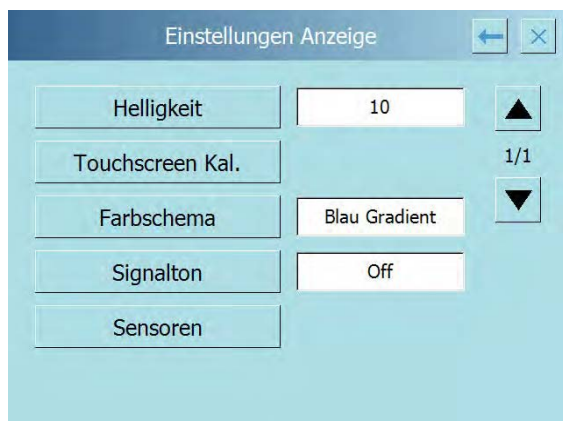 Einstellungen Anzeige
Helligkeit 10
Touchscreen Kal. 1/1
Farbschema Blau Gradient
Signalton Off
Sensoren